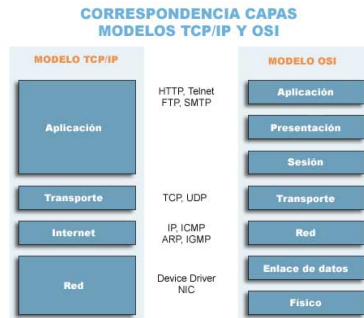 CORRESPONDENCIA CAPAS
MODELOS TCP/IP Y OSI
MODELO TCP/IP
Aplicación
Transporte
Internet
Red
HTTP, Telnet
FTP, SMTP
TCP, UDP
IP, ICMP
ARP, IGMP
Device Driver
NIC
MODELO OSI
Aplicación
Presentación
Sesión
Transporte
Red
Enlace de datos
Físico